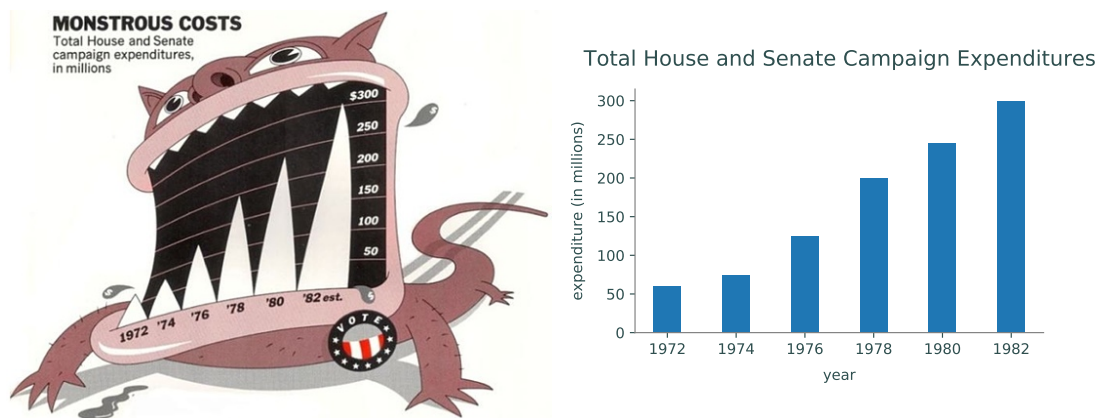 MONSTROUS COSTS
Total House and Senate
campaign expenditures,
in millions
$300
250
200
150
100
50
1972 '74 '76 '78 '80 '82 est.
$
$
$
VOTE
Total House and Senate Campaign Expenditures
expenditure (in millions)
300
250
200
150
100
50
0
1972 1974 1976 1978 1980 1982
year